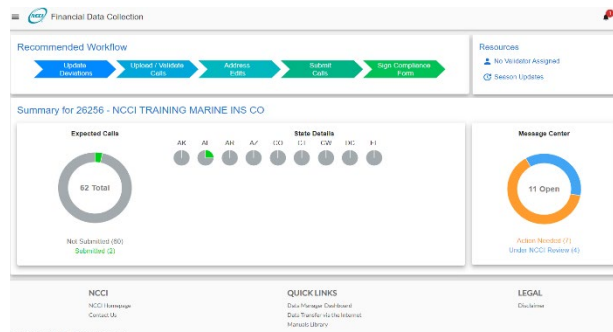 NCCI
Financial Data Collection
1
Recommended Workflow
Update Deviations
Upload / Validate Calls
Address Edits
Submit Calls
Sign Compliance Form
Resources
No Validator Assigned
Season Updates
Summary for 26256 - NCCI TRAINING MARINE INS CO
Expected Calls
62 Total
Not Submitted (60)
Submitted (2)
State Details
AK AL AR AZ CO CT CW DC FL
Message Center
11 Open
Action Needed (7)
Under NCCI Review (4)
NCCI
NCCI Homepage
Contact Us
QUICK LINKS
Data Manager Dashboard
Data Transfer via the Internet
Manuals Library
LEGAL
Disclaimer